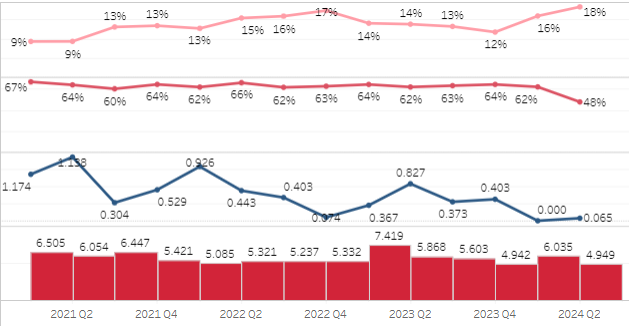 9% 9% 13% 13% 13% 15% 16% 17% 14% 14% 13% 12% 16% 18%
67% 64% 60% 64% 62% 66% 62% 63% 64% 62% 63% 64% 62% 48%
1.174 1.138 0.304 0.529 0.926 0.443 0.403 0.074 0.367 0.827 0.373 0.403 0.000 0.065
6.505 6.054 6.447 5.421 5.085 5.321 5.237 5.332 7.419 5.868 5.603 4.942 6.035 4.949
2021 Q2 2021 Q4 2022 Q2 2022 Q4 2023 Q2 2023 Q4 2024 Q2